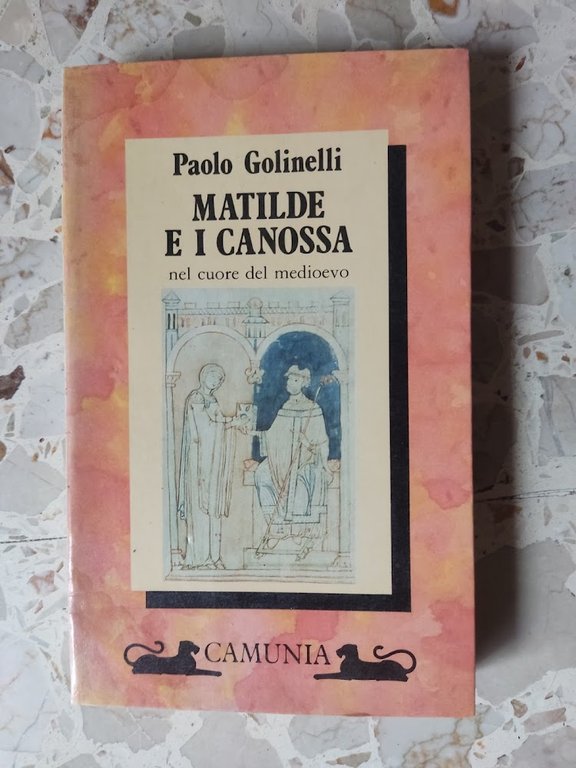 Paolo Golinelli
MATILDE
E I CANOSSA
nel cuore del medioevo
CAMUNIA